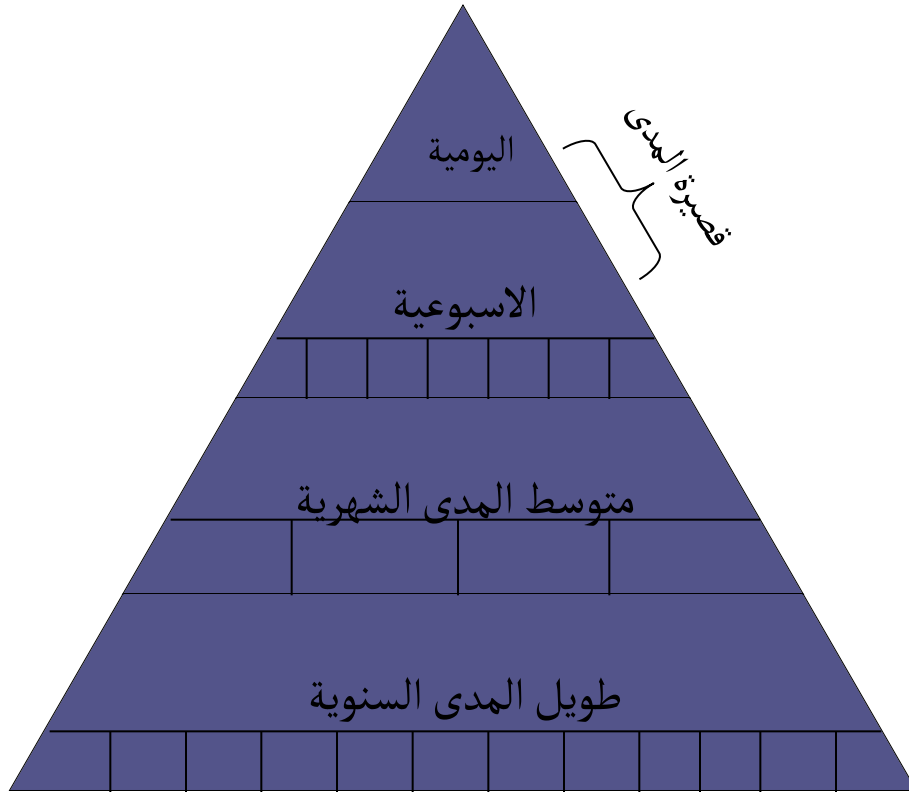 اليومية
قصيرة المدى
الاسبوعية
متوسط المدى الشهرية
طويل المدى السنوية